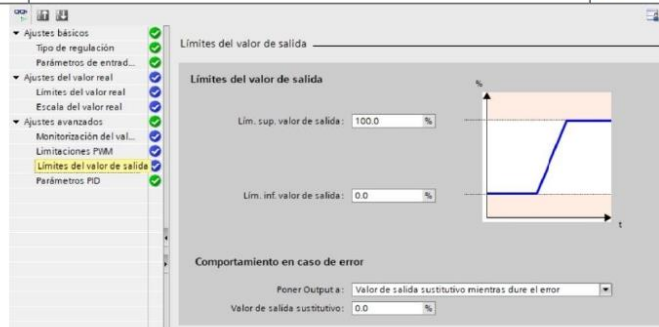 Ajustes básicos
Tipo de regulación
Parámetros de entrad...
Ajustes del valor real
Límites del valor real
Escala del valor real
Ajustes avanzados
Monitorización del val...
Limitaciones PWM
Límites del valor de salida
Parámetros PID
Límites del valor de salida
Límites del valor de salida
%
Lím. sup. valor de salida: 100.0 %
Lím. inf. valor de salida: 0.0 %
t
Comportamiento en caso de error
Poner Output a: Valor de salida sustitutivo mientras dure el error
Valor de salida sustitutivo: 0.0 %